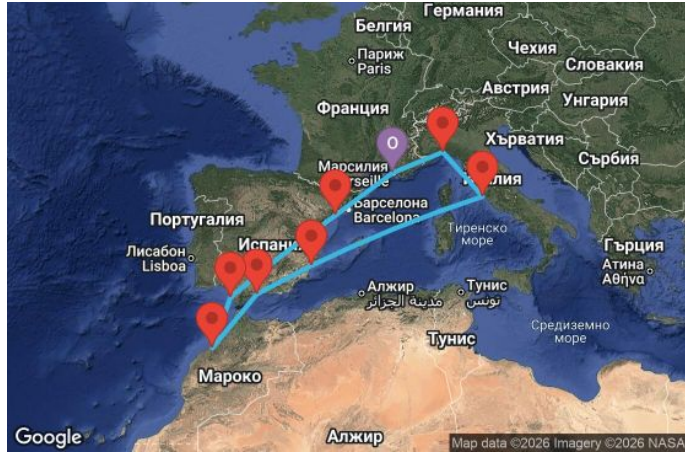 Германия
Белгия
Париж
Paris
Чехия
Словакия
Австрия
Унгария
Франция
О
Хърватия
Марсилия
Сърбия
Барселона
Barcelona
Португалия
Тиренско
море
Испания
Лисабон
Lisboa
Гърция
Атина
Αθήνα
Алжир
مدينة الجزائر
Тунис
تونس
Тунис
Средиземно
море
Мароко
Алжир
Google
Map data ©2026 Imagery ©2026 NASA